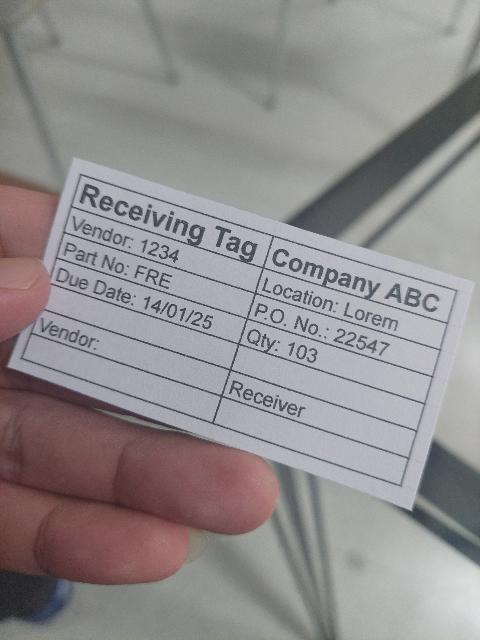 Receiving Tag
Vendor: 1234
Part No: FRE
Due Date: 14/01/25
Vendor:
Company ABC
Location: Lorem
P.O. No.: 22547
Qty: 103
Receiver